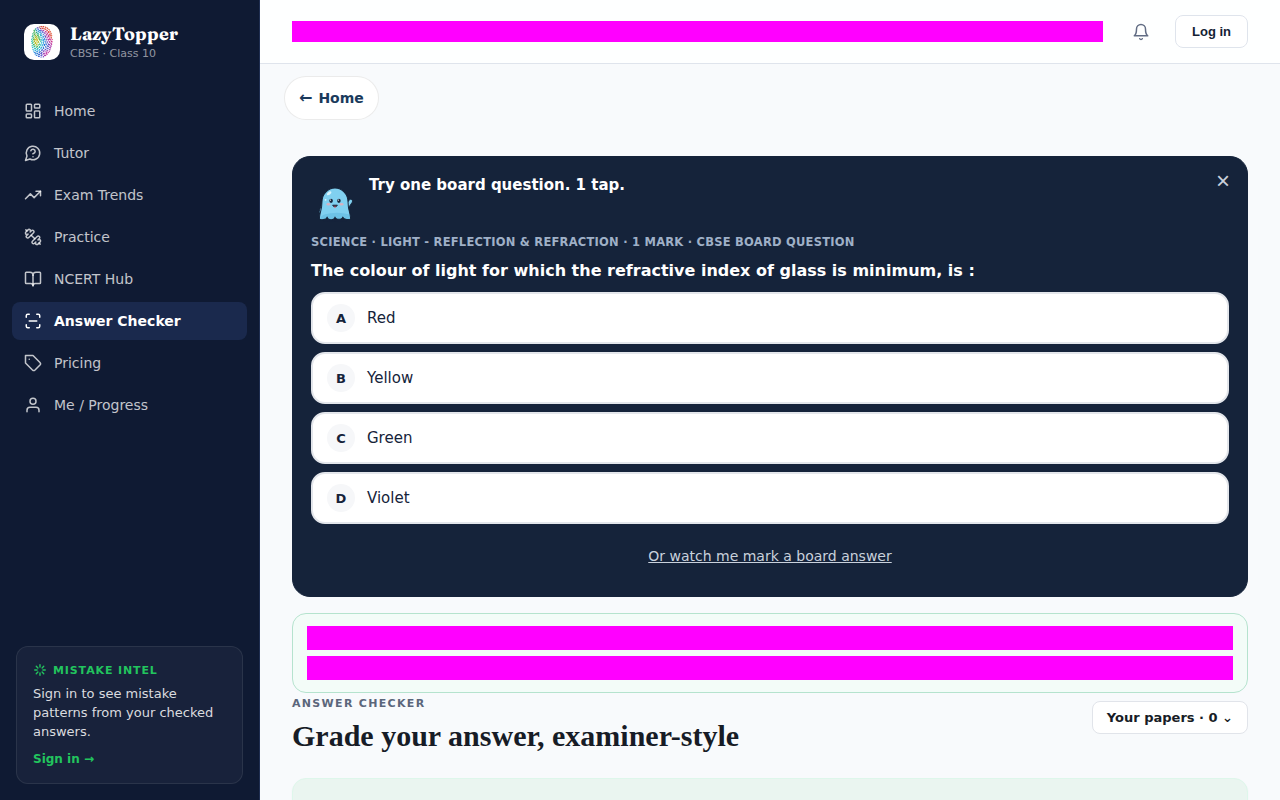 LazyTopper
CBSE · Class 10
Home
Tutor
Exam Trends
Practice
NCERT Hub
Answer Checker
Pricing
Me / Progress
MISTAKE INTEL
Sign in to see mistake
patterns from your checked
answers.
Sign in →
Log in
← Home
Try one board question. 1 tap.
×
SCIENCE · LIGHT - REFLECTION & REFRACTION · 1 MARK · CBSE BOARD QUESTION
The colour of light for which the refractive index of glass is minimum, is :
A Red
B Yellow
C Green
D Violet
Or watch me mark a board answer
ANSWER CHECKER
Grade your answer, examiner-style
Your papers · 0 ⌄